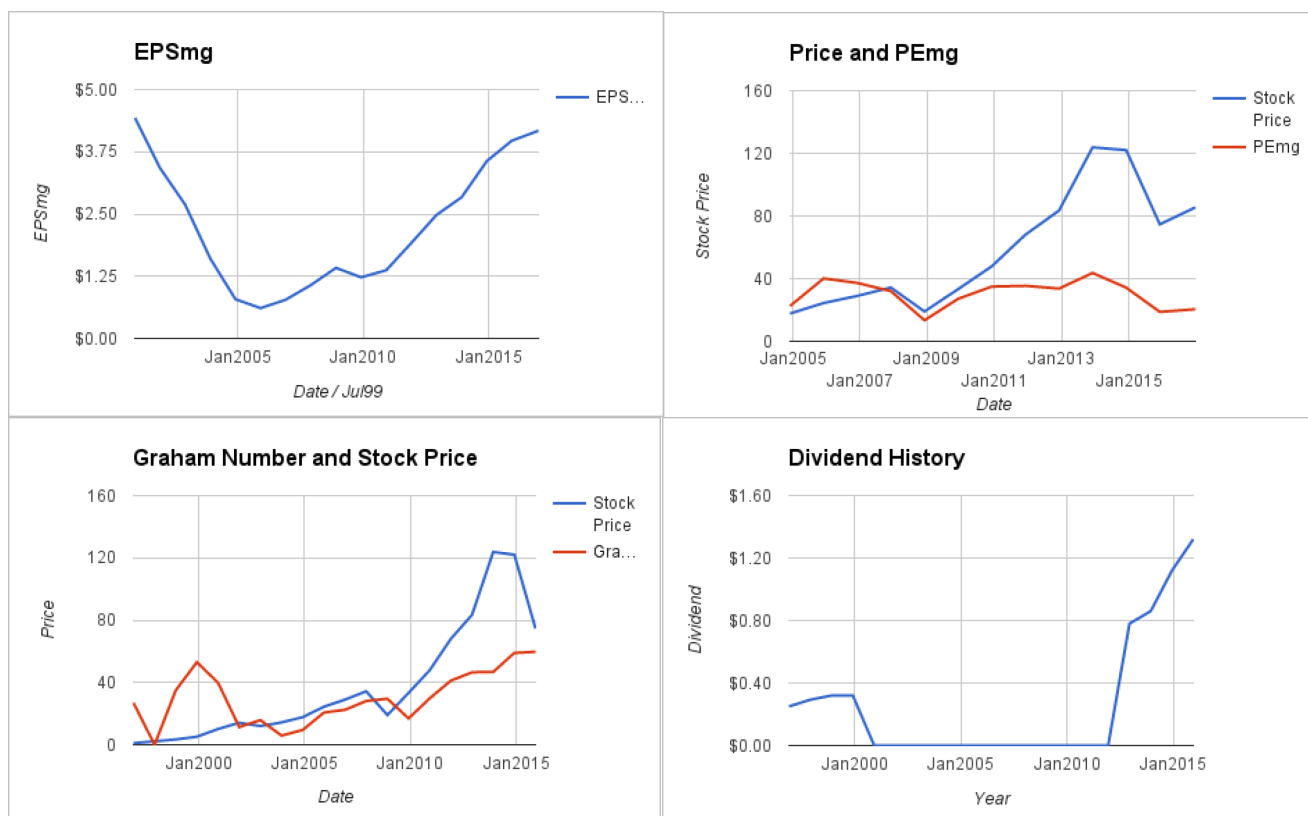 EPSmg
$5.00
$3.75
$2.50
$1.25
$0.00
EPSmg
Jan2005
Jan2010
Jan2015
Date / Jul99
EPS...
Price and PEmg
160
120
80
40
0
Stock Price
Jan2005
Jan2009
Jan2013
Jan2007
Jan2011
Jan2015
Date
Stock
Price
PEmg
Graham Number and Stock Price
160
120
80
40
0
Price
Jan2000
Jan2005
Jan2010
Jan2015
Date
Stock
Price
Gra...
Dividend History
$1.60
$1.20
$0.80
$0.40
$0.00
Dividend
Jan2000
Jan2005
Jan2010
Jan2015
Year